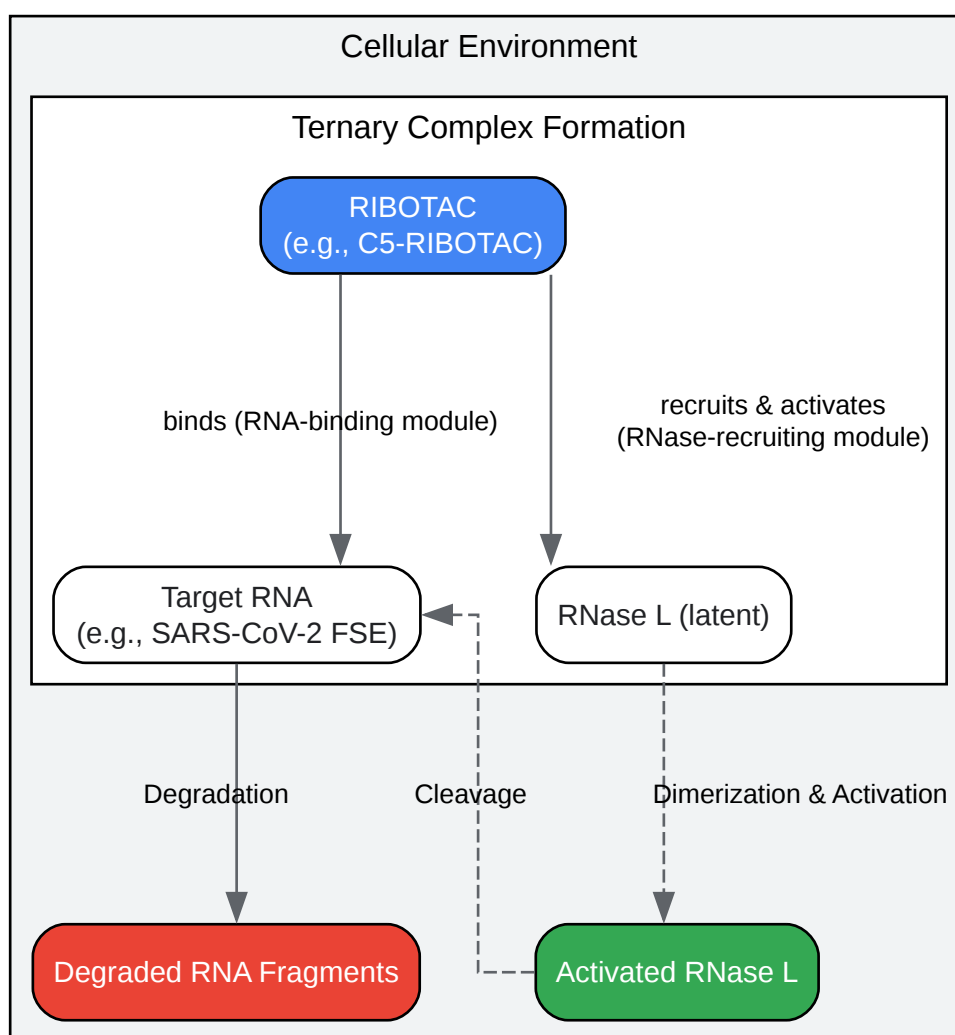 Cellular Environment
Ternary Complex Formation
RIBOTAC
(e.g., C5-RIBOTAC)
binds (RNA-binding module)
recruits & activates
(RNase-recruiting module)
Target RNA
(e.g., SARS-CoV-2 FSE)
RNase L (latent)
Degradation
Cleavage
Dimerization & Activation
Degraded RNA Fragments
Activated RNase L